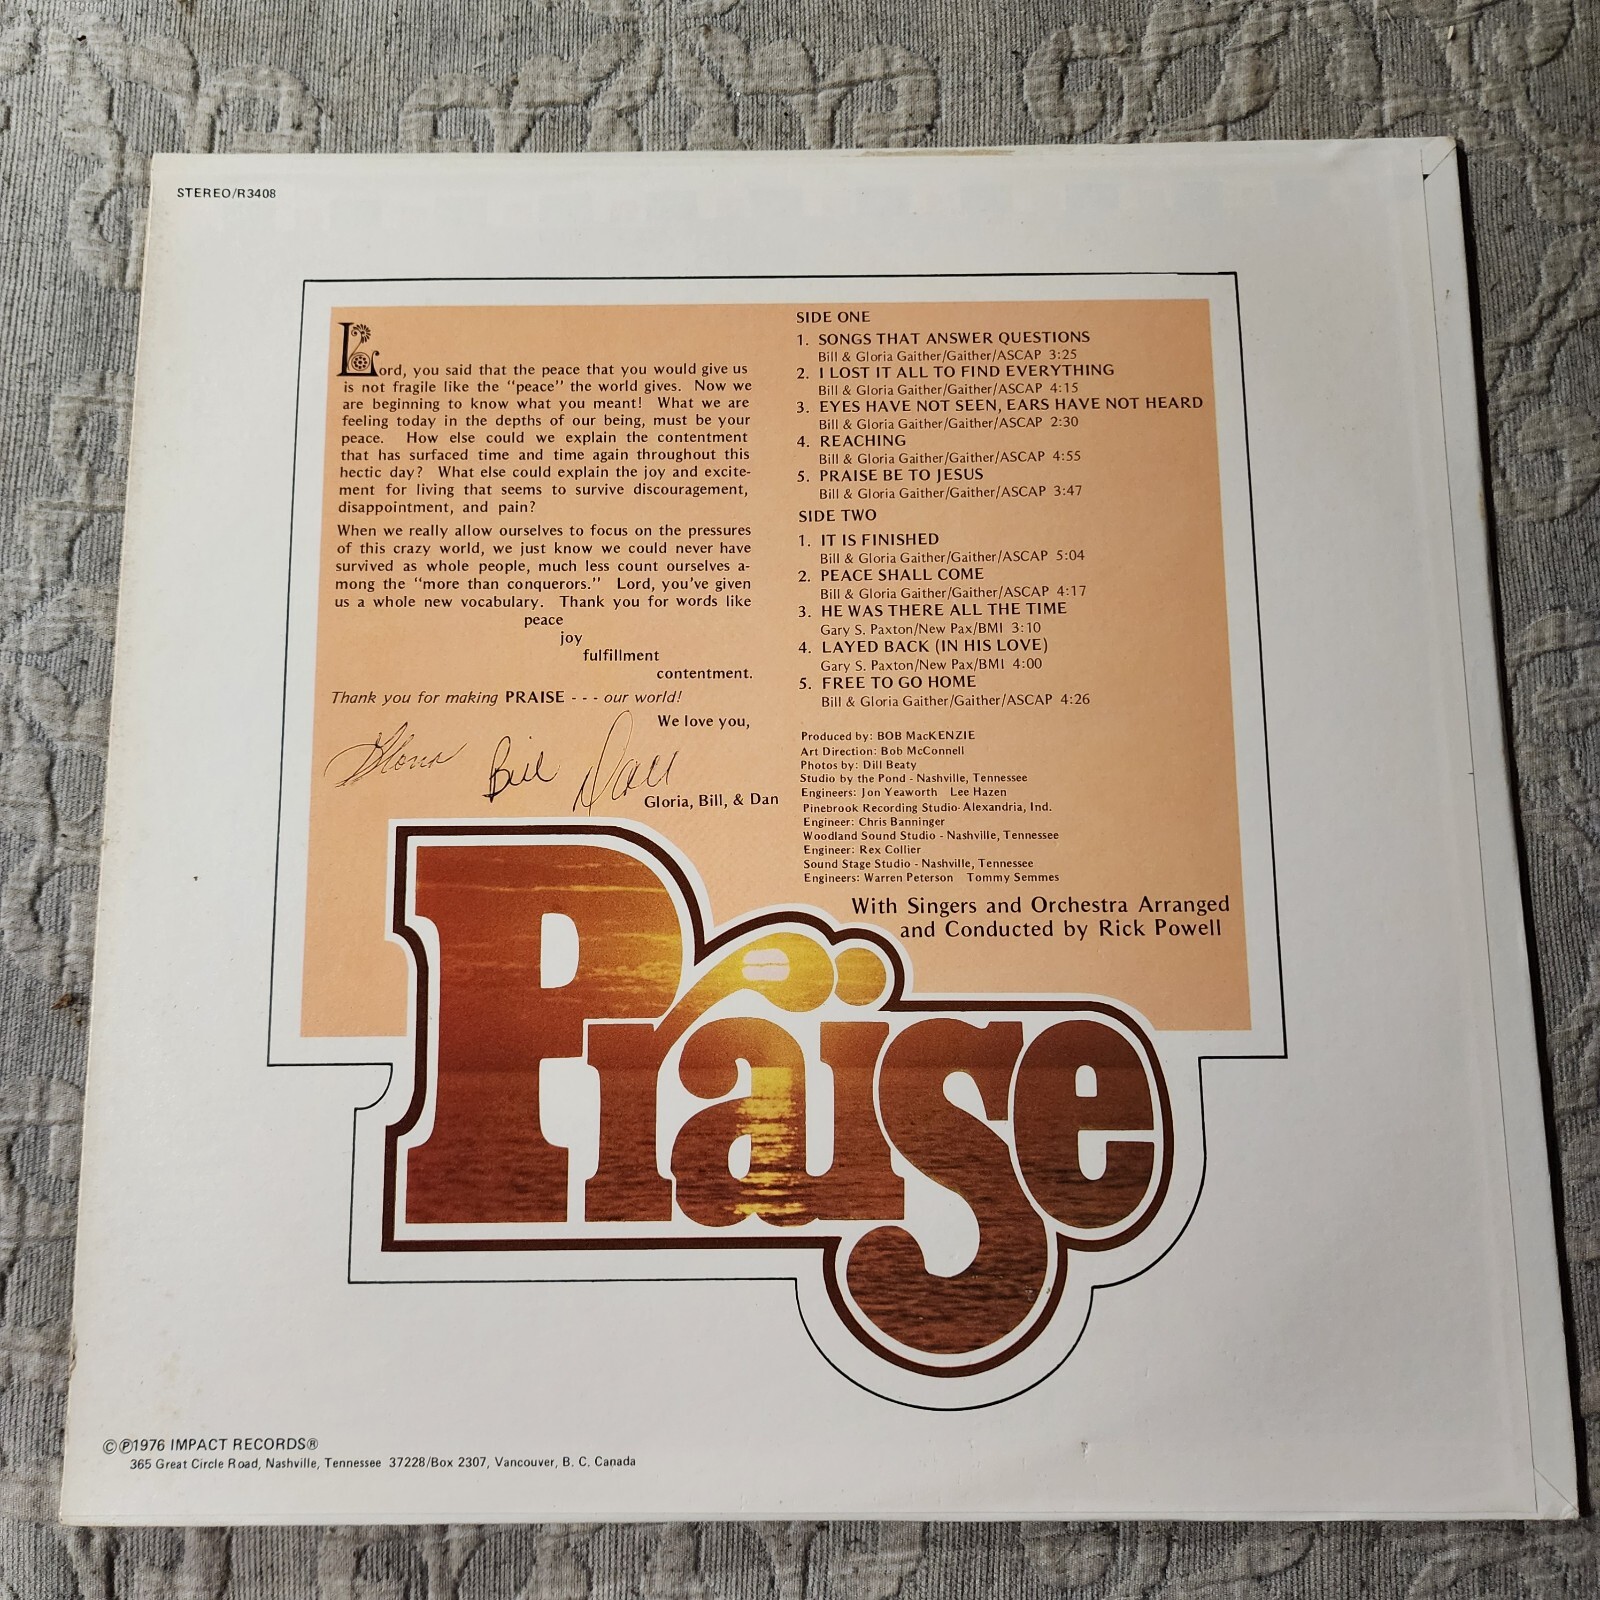 STEREO/R3408
Lord, you said that the peace that you would give us
is not fragile like the "peace" the world gives. Now we
are beginning to know what you meant! What we are
feeling today in the depths of our being, must be your
peace. How else could we explain the contentment
that has surfaced time and time again throughout this
hectic day? What else could explain the joy and excite-
ment for living that seems to survive discouragement,
disappointment, and pain?
When we really allow ourselves to focus on the pressures
of this crazy world, we just know we could never have
survived as whole people, much less count ourselves a-
mong the "more than conquerors." Lord, you've given
us a whole new vocabulary. Thank you for words like
peace
joy
fulfillment
contentment.
Thank you for making PRAISE - - - our world!
We love you,
Gloria Bill Dan
Gloria, Bill, & Dan
SIDE ONE
1. SONGS THAT ANSWER QUESTIONS
Bill & Gloria Gaither/Gaither/ASCAP 3:25
2. I LOST IT ALL TO FIND EVERYTHING
Bill & Gloria Gaither/Gaither/ASCAP 4:15
3. EYES HAVE NOT SEEN, EARS HAVE NOT HEARD
Bill & Gloria Gaither/Gaither/ASCAP 2:30
4. REACHING
Bill & Gloria Gaither/Gaither/ASCAP 4:55
5. PRAISE BE TO JESUS
Bill & Gloria Gaither/Gaither/ASCAP 3:47
SIDE TWO
1. IT IS FINISHED
Bill & Gloria Gaither/Gaither/ASCAP 5:04
2. PEACE SHALL COME
Bill & Gloria Gaither/Gaither/ASCAP 4:17
3. HE WAS THERE ALL THE TIME
Gary S. Paxton/New Pax/BMI 3:10
4. LAYED BACK (IN HIS LOVE)
Gary S. Paxton/New Pax/BMI 4:00
5. FREE TO GO HOME
Bill & Gloria Gaither/Gaither/ASCAP 4:26
Produced by: BOB MacKENZIE
Art Direction: Bob McConnell
Photos by: Dill Beaty
Studio by the Pond - Nashville, Tennessee
Engineers: Jon Yeaworth Lee Hazen
Pinebrook Recording Studio-Alexandria, Ind.
Engineer: Chris Banninger
Woodland Sound Studio - Nashville, Tennessee
Engineer: Rex Collier
Sound Stage Studio - Nashville, Tennessee
Engineers: Warren Peterson Tommy Semmes
With Singers and Orchestra Arranged
and Conducted by Rick Powell
Praise
©℗1976 IMPACT RECORDS®
365 Great Circle Road, Nashville, Tennessee 37228/Box 2307, Vancouver, B. C. Canada